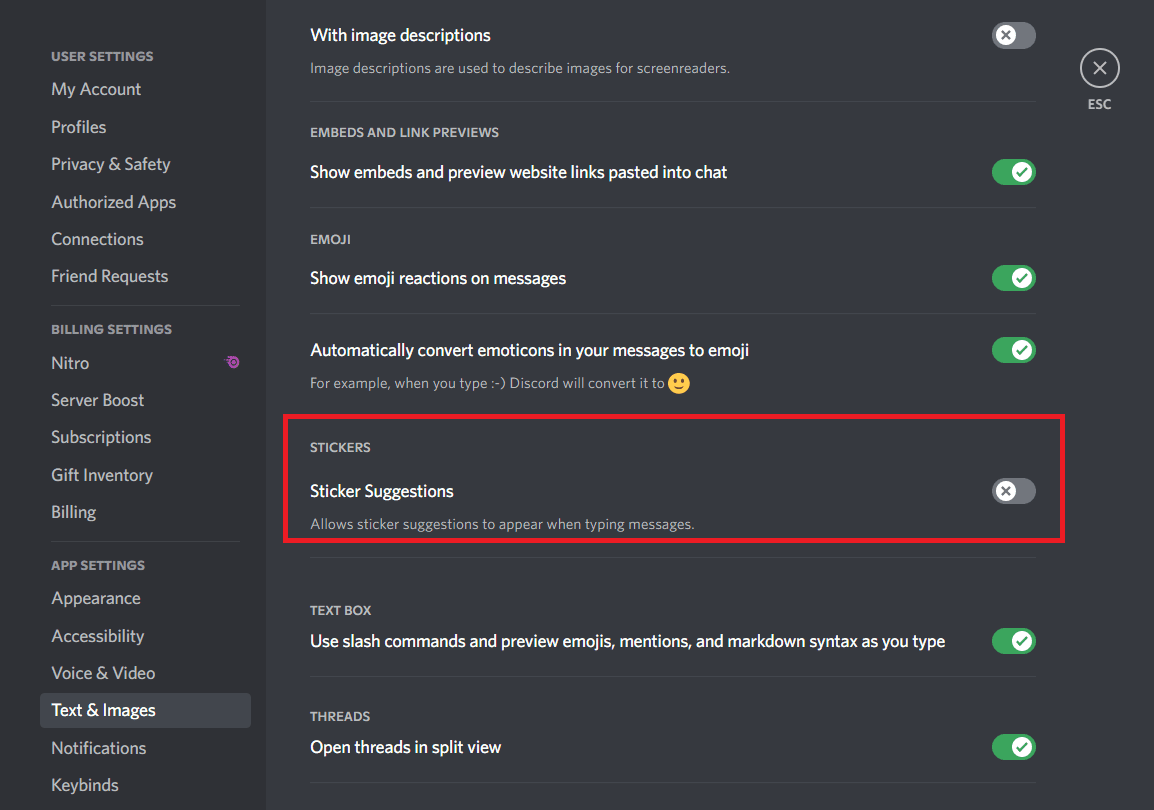 USER SETTINGS
My Account
Profiles
Privacy & Safety
Authorized Apps
Connections
Friend Requests
BILLING SETTINGS
Nitro
Server Boost
Subscriptions
Gift Inventory
Billing
APP SETTINGS
Appearance
Accessibility
Voice & Video
Text & Images
Notifications
Keybinds
With image descriptions
Image descriptions are used to describe images for screenreaders.
EMBEDS AND LINK PREVIEWS
Show embeds and preview website links pasted into chat
EMOJI
Show emoji reactions on messages
Automatically convert emoticons in your messages to emoji
For example, when you type :-) Discord will convert it to 🙂
STICKERS
Sticker Suggestions
Allows sticker suggestions to appear when typing messages.
TEXT BOX
Use slash commands and preview emojis, mentions, and markdown syntax as you type
THREADS
Open threads in split view
ESC